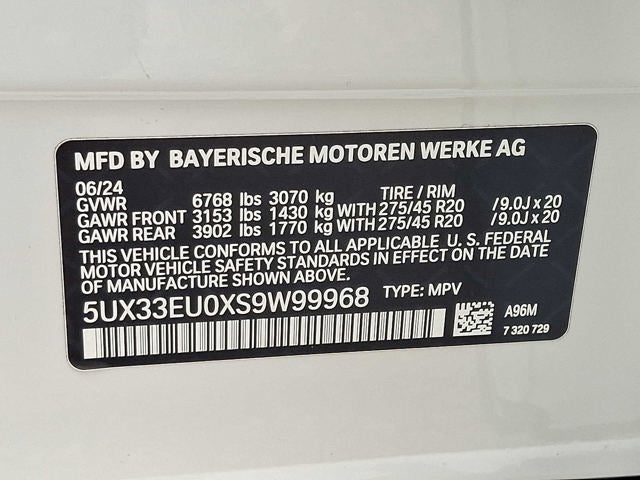 MFD BY BAYERISCHE MOTOREN WERKE AG
06/24
GVWR 6768 lbs 3070 kg TIRE / RIM
GAWR FRONT 3153 lbs 1430 kg WITH 275/45 R20 /9.0J x 20
GAWR REAR 3902 lbs 1770 kg WITH 275/45 R20 /9.0J x 20
THIS VEHICLE CONFORMS TO ALL APPLICABLE U. S. FEDERAL
MOTOR VEHICLE SAFETY STANDARDS IN EFFECT ON THE DATE
OF MANUFACTURE SHOWN ABOVE.
5UX33EU0XS9W99968 TYPE: MPV
A96M
7 320 729